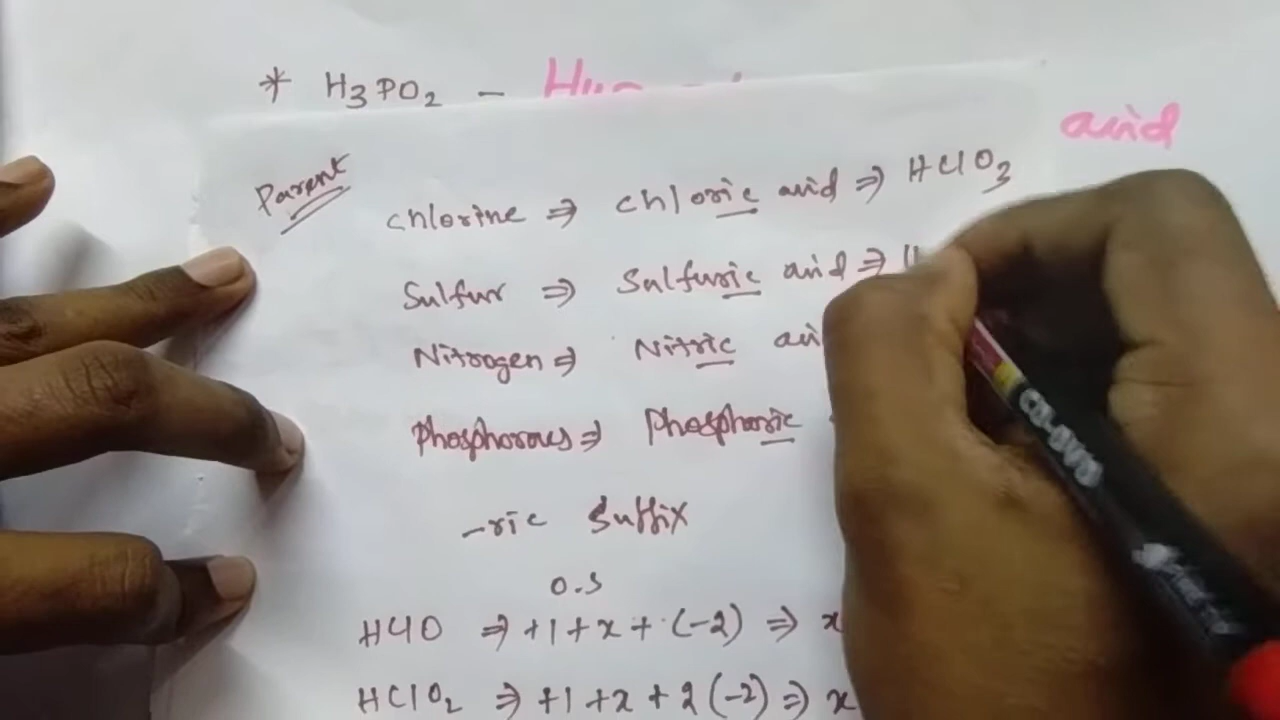 * H3PO2 -
acid
Parent
Chlorine ⇒ Chloric acid ⇒ HClO3
Sulfur ⇒ Sulfuric acid ⇒
Nitrogen ⇒ Nitric
Phosphorous ⇒ Phosphoric
-ric Suffix
O.S
HClO ⇒ +1 + x + (-2) ⇒ x
HClO2 ⇒ +1 + x + 2(-2) ⇒ x